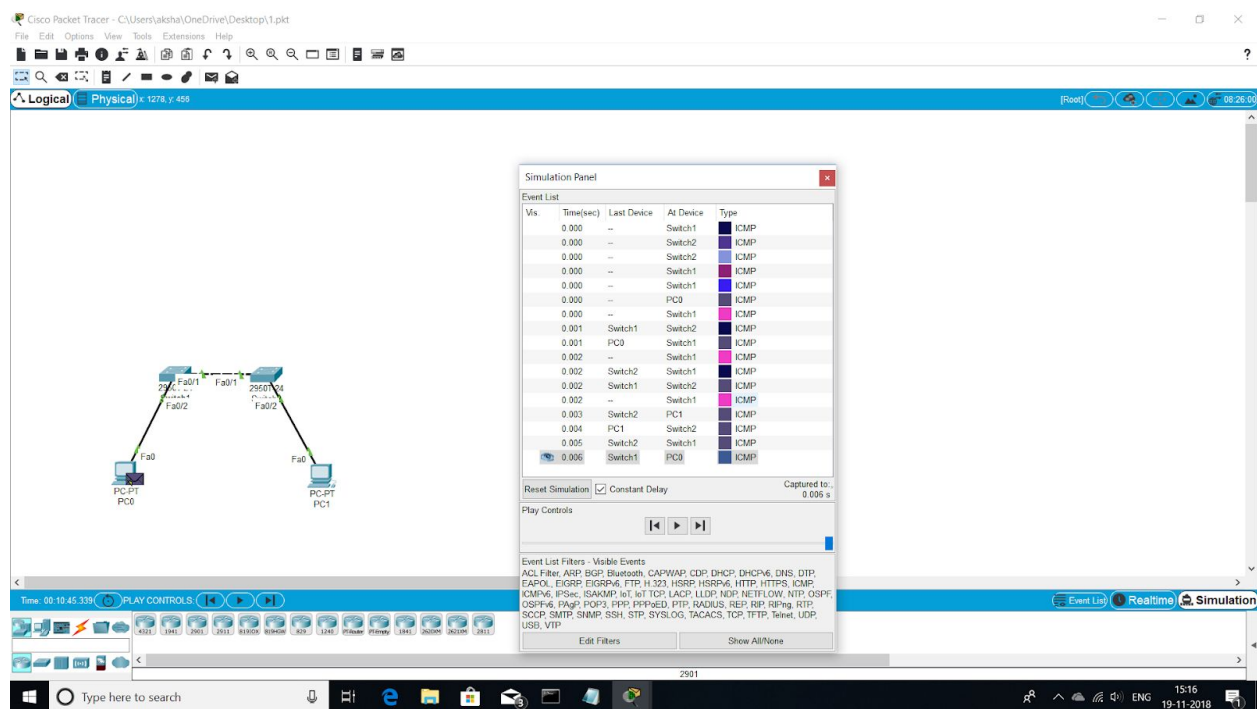 Cisco Packet Tracer - C:\Users\aksha\OneDrive\Desktop\1.pkt
File Edit Options View Tools Extensions Help
?
Logical Physical x: 1278, y: 456 [Root] 08:26:00
Simulation Panel
Event List
Vis. Time(sec) Last Device At Device Type
0.000 -- Switch1 ICMP
0.000 -- Switch2 ICMP
0.000 -- Switch2 ICMP
0.000 -- Switch1 ICMP
0.000 -- Switch1 ICMP
0.000 -- PC0 ICMP
0.000 -- Switch1 ICMP
0.001 Switch1 Switch2 ICMP
0.001 PC0 Switch1 ICMP
0.002 -- Switch1 ICMP
0.002 Switch2 Switch1 ICMP
0.002 Switch1 Switch2 ICMP
0.002 -- Switch1 ICMP
0.003 Switch2 PC1 ICMP
0.004 PC1 Switch2 ICMP
0.005 Switch2 Switch1 ICMP
0.006 Switch1 PC0 ICMP
Fa0/1 Fa0/1
Fa0/2 Fa0/2
Fa0 Fa0
PC-PT
PC0
PC-PT
PC1
Reset Simulation Constant Delay Captured to:
0.006 s
Play Controls
Event List Filters - Visible Events
ACL Filter, ARP, BGP, Bluetooth, CAPWAP, CDP, DHCP, DHCPv6, DNS, DTP,
EAPOL, EIGRP, EIGRPv6, FTP, H.323, HSRP, HSRPv6, HTTP, HTTPS, ICMP,
ICMPv6, IPSec, ISAKMP, IoT, IoT TCP, LACP, LLDP, NDP, NETFLOW, NTP, OSPF,
OSPFv6, PAgP, POP3, PPP, PPPoED, PTP, RADIUS, REP, RIP, RIPng, RTP,
SCCP, SMTP, SNMP, SSH, STP, SYSLOG, TACACS, TCP, TFTP, Telnet, UDP,
USB, VTP
Edit Filters Show All/None
Time: 00:10:45.339 PLAY CONTROLS: Event List Realtime Simulation
4321 1941 2901 2911 819IOX 819HGW 829 1240 PT-Router PT-Empty 1841 2620XM 2621XM 2811
2901
Type here to search
3
ENG
15:16
19-11-2018
1